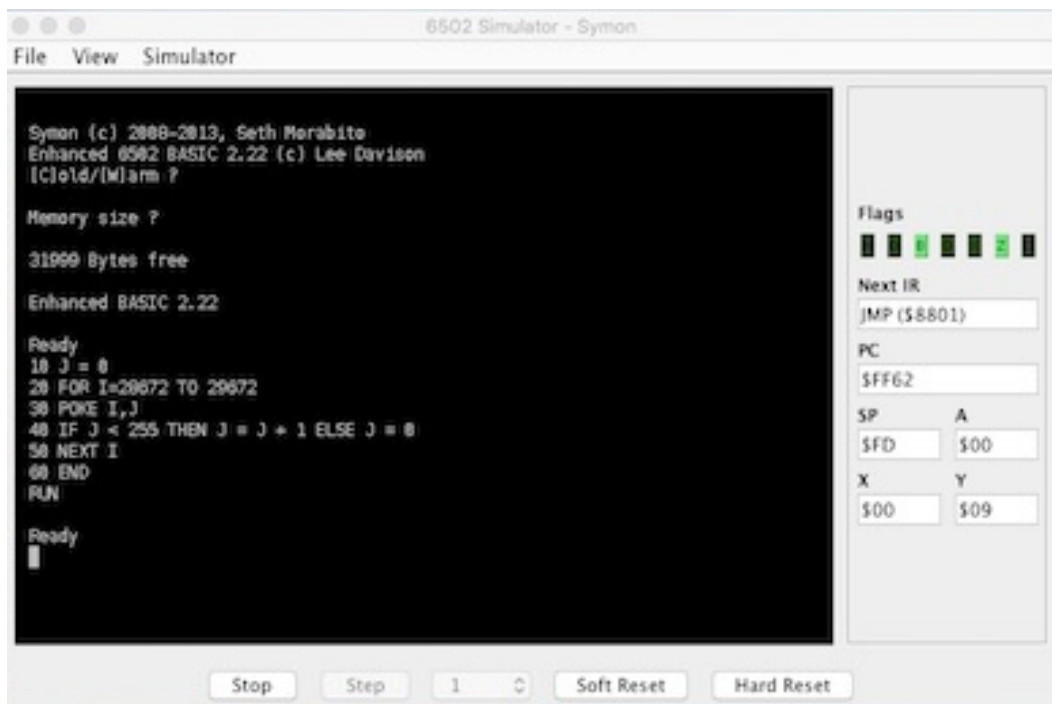 6502 Simulator - Symon
File View Simulator
Symon (c) 2008-2013, Seth Morabito
Enhanced 6502 BASIC 2.22 (c) Lee Davison
[C]old/[W]arm ?
Memory size ?
31999 Bytes free
Enhanced BASIC 2.22
Ready
10 J = 0
20 FOR I=28672 TO 29672
30 POKE I,J
40 IF J < 255 THEN J = J + 1 ELSE J = 0
50 NEXT I
60 END
RUN
Ready
Flags
B Z
Next IR
JMP ($8801)
PC
$FF62
SP A
$FD $00
X Y
$00 $09
Stop Step 1 Soft Reset Hard Reset